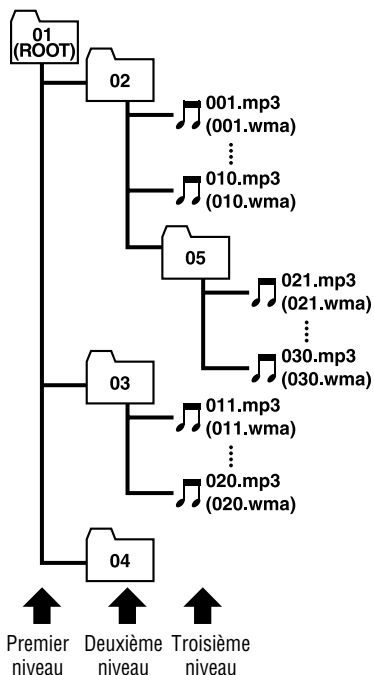 01
(ROOT)
02
001.mp3
(001.wma)
010.mp3
(010.wma)
05
021.mp3
(021.wma)
030.mp3
(030.wma)
03
011.mp3
(011.wma)
020.mp3
(020.wma)
04
Premier
niveau
Deuxième
niveau
Troisième
niveau